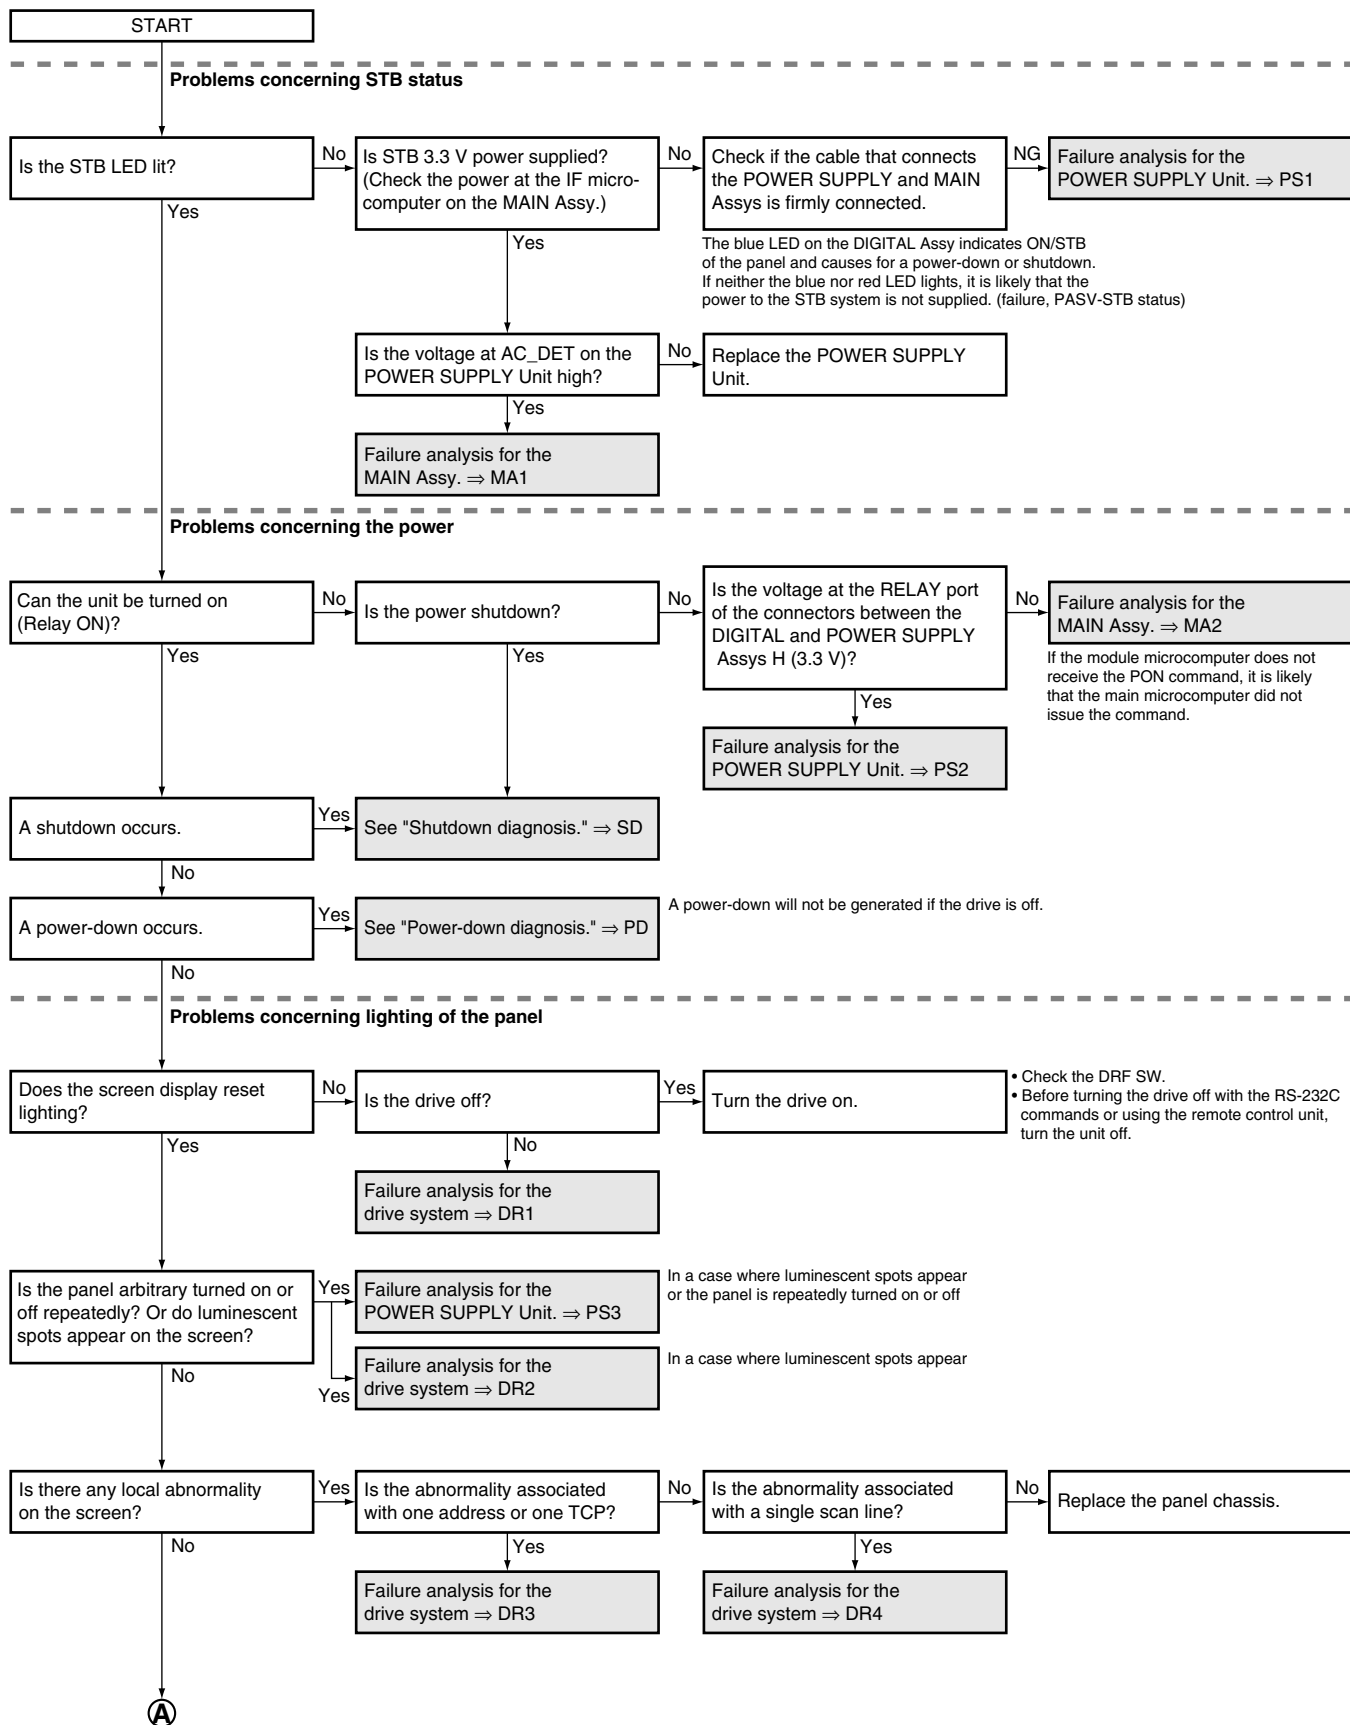 START
Problems concerning STB status
Is the STB LED lit?
No
Yes
Is STB 3.3 V power supplied?
(Check the power at the IF micro-
computer on the MAIN Assy.)
No
Yes
Check if the cable that connects
the POWER SUPPLY and MAIN
Assys is firmly connected.
NG
Failure analysis for the
POWER SUPPLY Unit. ⇒ PS1
The blue LED on the DIGITAL Assy indicates ON/STB
of the panel and causes for a power-down or shutdown.
If neither the blue nor red LED lights, it is likely that the
power to the STB system is not supplied. (failure, PASV-STB status)
Is the voltage at AC_DET on the
POWER SUPPLY Unit high?
No
Yes
Replace the POWER SUPPLY
Unit.
Failure analysis for the
MAIN Assy. ⇒ MA1
Problems concerning the power
Can the unit be turned on
(Relay ON)?
No
Yes
Is the power shutdown?
No
Yes
Is the voltage at the RELAY port
of the connectors between the
DIGITAL and POWER SUPPLY
Assys H (3.3 V)?
No
Yes
Failure analysis for the
MAIN Assy. ⇒ MA2
If the module microcomputer does not
receive the PON command, it is likely
that the main microcomputer did not
issue the command.
Failure analysis for the
POWER SUPPLY Unit. ⇒ PS2
A shutdown occurs.
Yes
No
See "Shutdown diagnosis." ⇒ SD
A power-down occurs.
Yes
No
See "Power-down diagnosis." ⇒ PD
A power-down will not be generated if the drive is off.
Problems concerning lighting of the panel
Does the screen display reset
lighting?
No
Yes
Is the drive off?
Yes
No
Turn the drive on.
• Check the DRF SW.
• Before turning the drive off with the RS-232C
commands or using the remote control unit,
turn the unit off.
Failure analysis for the
drive system ⇒ DR1
Is the panel arbitrary turned on or
off repeatedly? Or do luminescent
spots appear on the screen?
Yes
No
Failure analysis for the
POWER SUPPLY Unit. ⇒ PS3
In a case where luminescent spots appear
or the panel is repeatedly turned on or off
Yes
Failure analysis for the
drive system ⇒ DR2
In a case where luminescent spots appear
Is there any local abnormality
on the screen?
Yes
No
Is the abnormality associated
with one address or one TCP?
No
Yes
Is the abnormality associated
with a single scan line?
No
Yes
Replace the panel chassis.
Failure analysis for the
drive system ⇒ DR3
Failure analysis for the
drive system ⇒ DR4
A